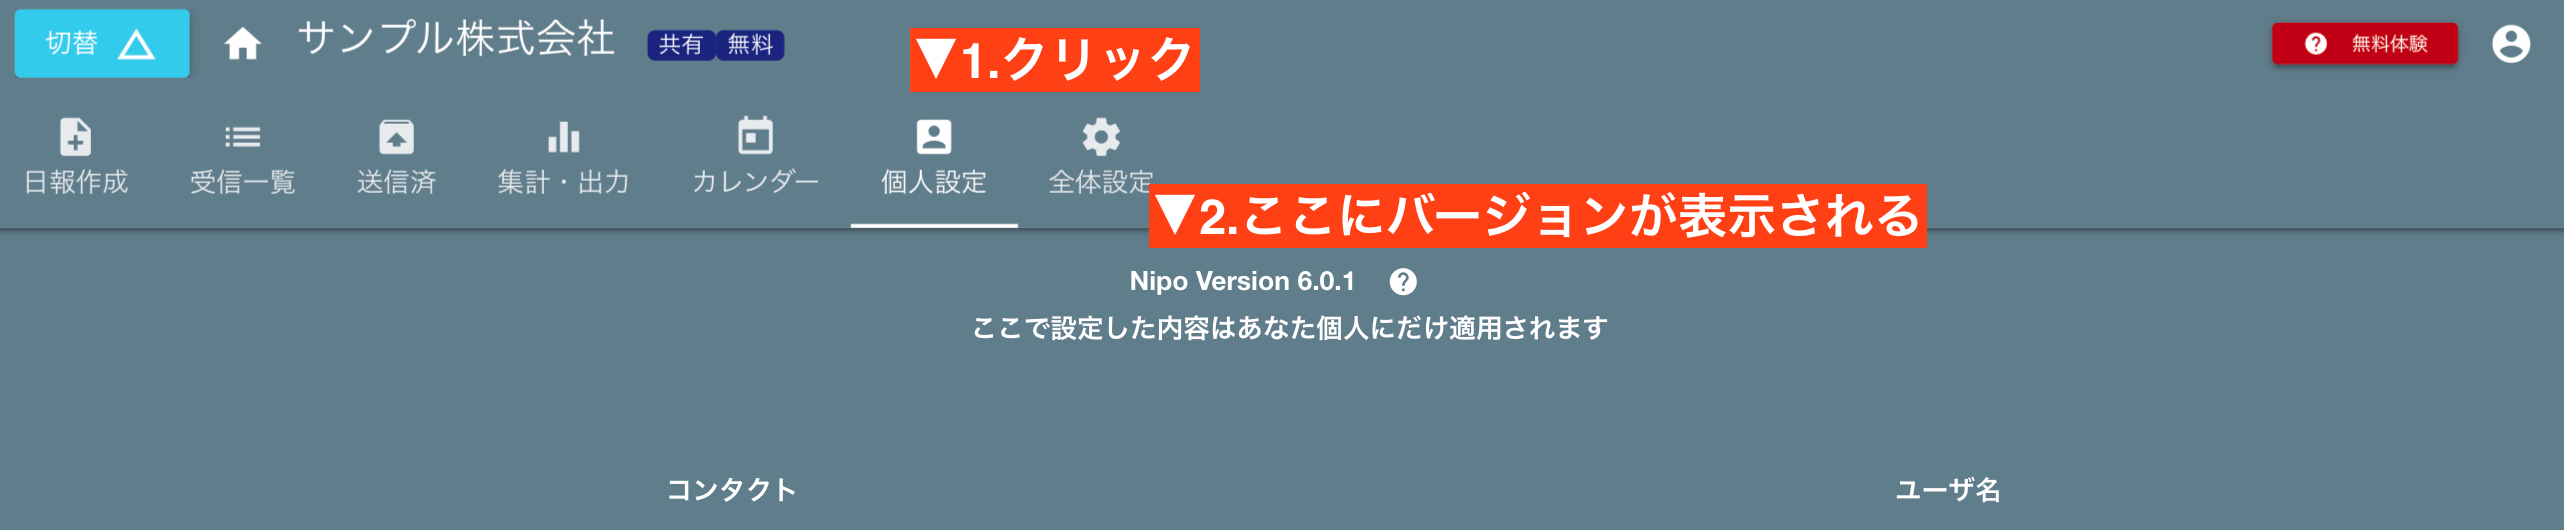 切替 サンプル株式会社 共有 無料 ▼1.クリック 無料体験
日報作成 受信一覧 送信済 集計・出力 カレンダー 個人設定 全体設定
▼2.ここにバージョンが表示される
Nipo Version 6.0.1
ここで設定した内容はあなた個人にだけ適用されます
コンタクト ユーザ名